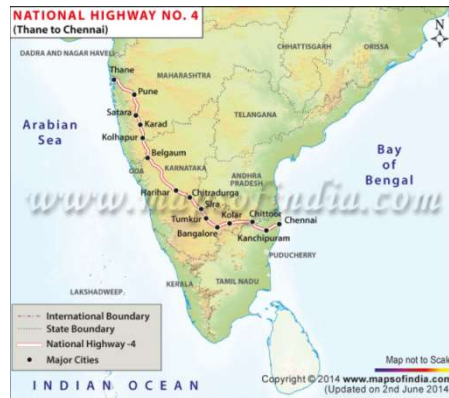 NATIONAL HIGHWAY NO. 4
(Thane to Chennai)
N
DADRA AND NAGAR HAVELI
CHHATTISGARH
ORISSA
Thane
MAHARASHTRA
Pune
Satara
Karad
TELANGANA
Arabian
Sea
Kolhapur
Belgaum
Bay
of
Bengal
GOA
KARNATAKA
ANDHRA
PRADESH
Harihar
Chitradurga
www.mapsofindia.com
Sira
Tumkur
Kolar
Chittoor
Chennai
Bangalore
Kanchipuram
PUDUCHERRY
KERALA
TAMIL NADU
LAKSHADWEEP
International Boundary
State Boundary
National Highway -4
Major Cities
Map not to Scale
Copyright © 2014 www.mapsofindia.com
(Updated on 2nd June 2014)
INDIAN OCEAN